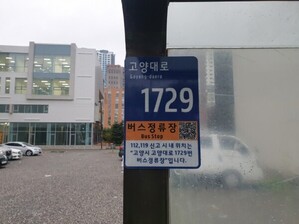 고양대로
Goyang-daero
1729
버스정류장
Bus Stop
112,119 신고 시 내 위치는
"고양시 고양대로 1729번
버스정류장"입니다.